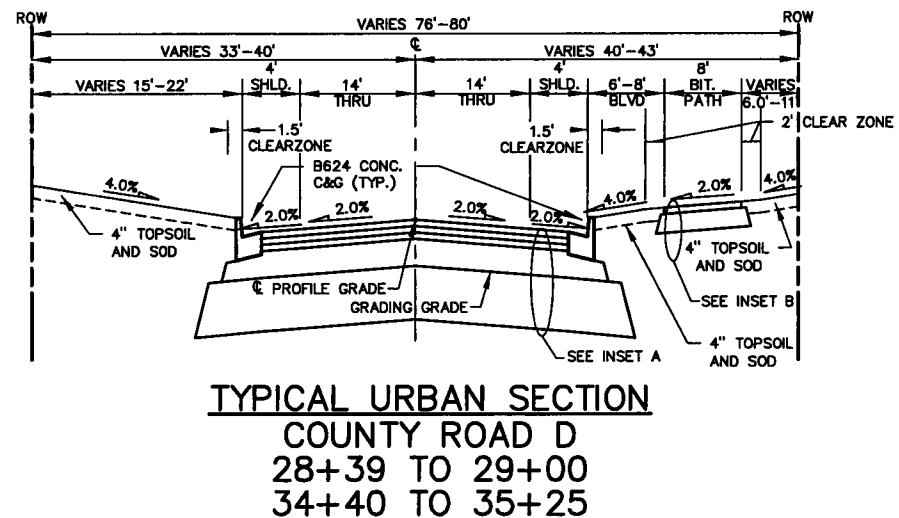 ROW
ROW
VARIES 76'-80'
℄
VARIES 33'-40'
VARIES 40'-43'
VARIES 15'-22'
4'
SHLD.
14'
THRU
14'
THRU
4'
SHLD.
6'-8'
BLVD
8'
BIT.
PATH
VARIES
6.0'-11'
2' CLEAR ZONE
1.5'
CLEARZONE
1.5'
CLEARZONE
B624 CONC.
C&G (TYP.)
4.0%
2.0%
2.0%
2.0%
2.0%
4.0%
2.0%
4.0%
4" TOPSOIL
AND SOD
4" TOPSOIL
AND SOD
℄ PROFILE GRADE
GRADING GRADE
SEE INSET B
SEE INSET A
4" TOPSOIL
AND SOD
TYPICAL URBAN SECTION
COUNTY ROAD D
28+39 TO 29+00
34+40 TO 35+25